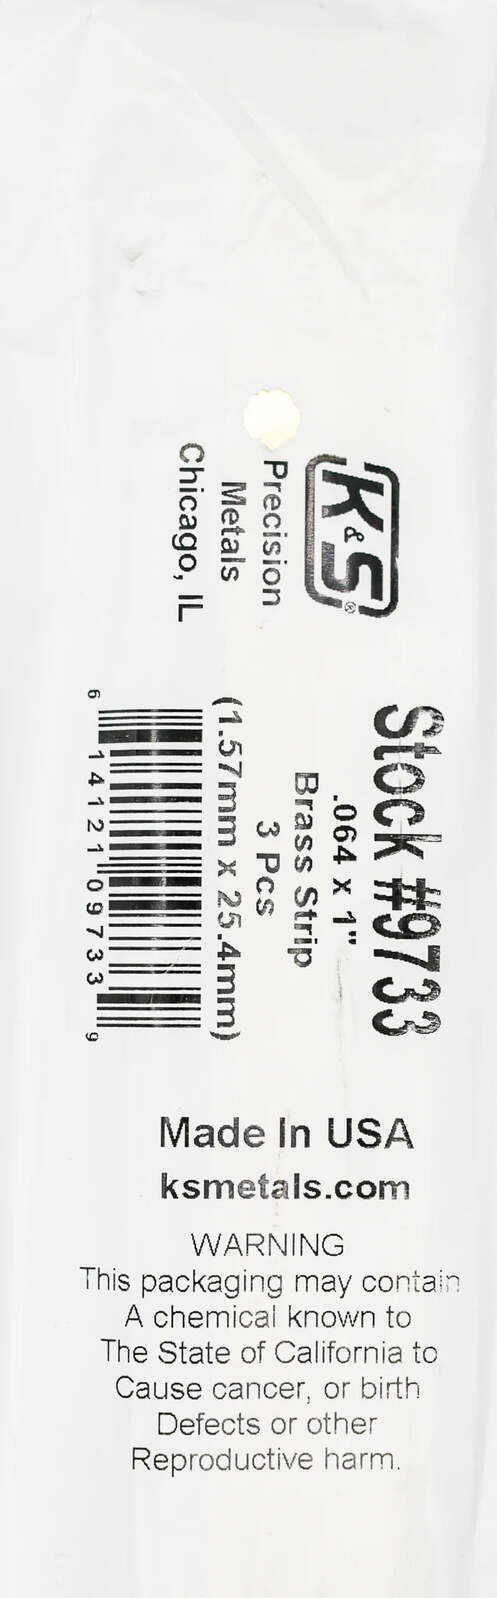 K&S®
Precision
Metals
Chicago, IL
Stock #9733
.064 x 1"
Brass Strip
3 Pcs
(1.57mm x 25.4mm)
6 14121 09733 9
Made In USA
ksmetals.com
WARNING
This packaging may contain
A chemical known to
The State of California to
Cause cancer, or birth
Defects or other
Reproductive harm.